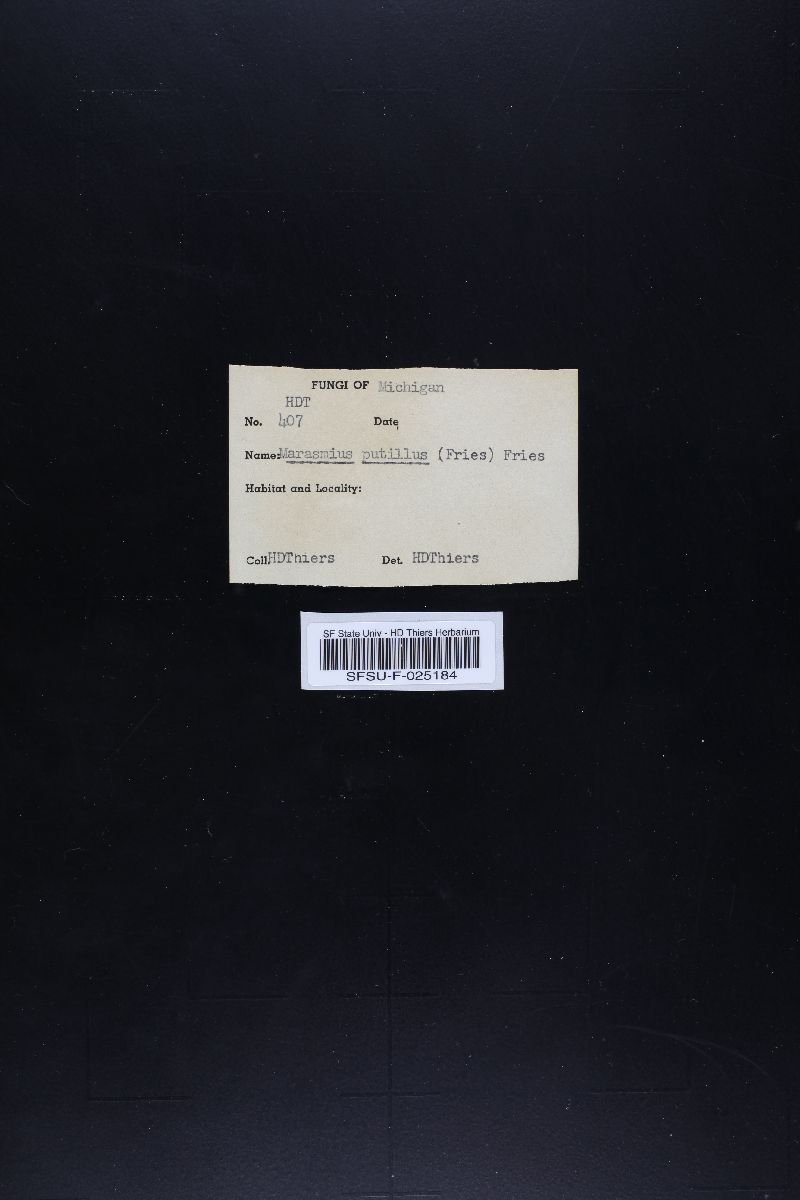 FUNGI OF Michigan
HDT
No. 407 Date
Name: Marasmius putillus (Fries) Fries
Habitat and Locality:
Coll. HDThiers Det. HDThiers
SF State Univ - HD Thiers Herbarium
SFSU-F-025184